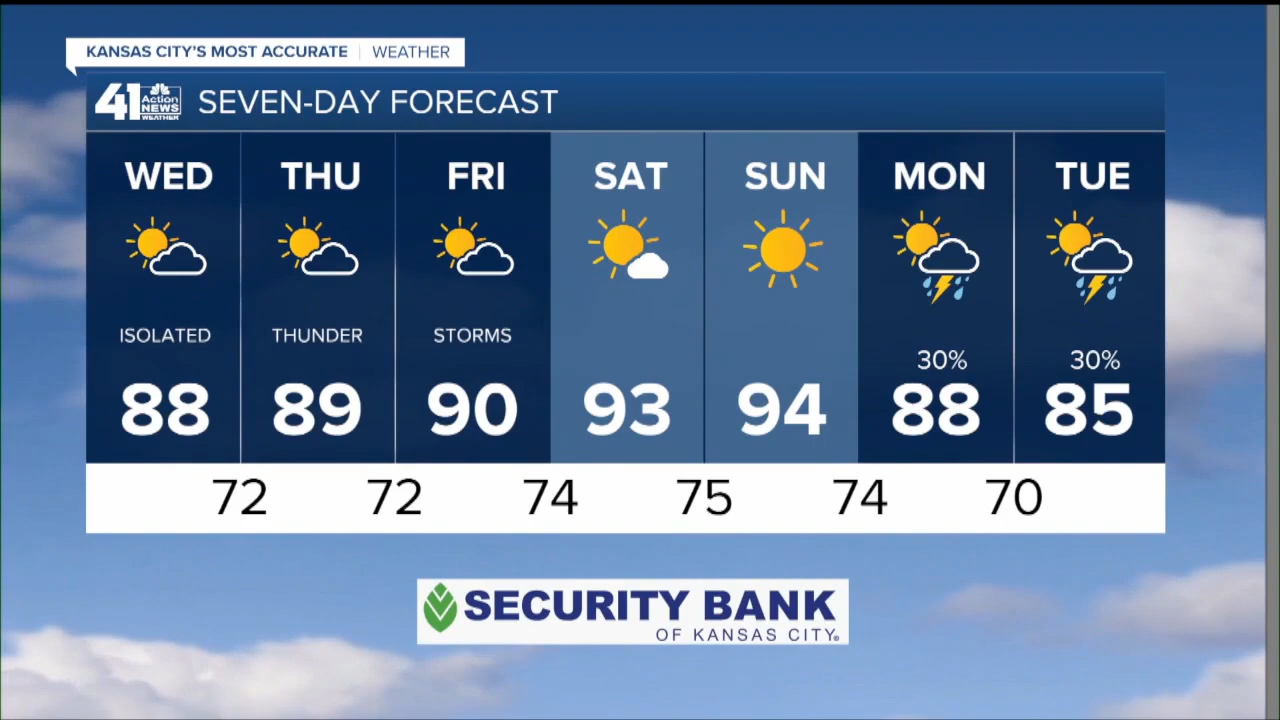 KANSAS CITY'S MOST ACCURATE | WEATHER
41 Action NEWS WEATHER SEVEN-DAY FORECAST
WED THU FRI SAT SUN MON TUE
ISOLATED THUNDER STORMS
30% 30%
88 89 90 93 94 88 85
72 72 74 75 74 70
SECURITY BANK
OF KANSAS CITY®